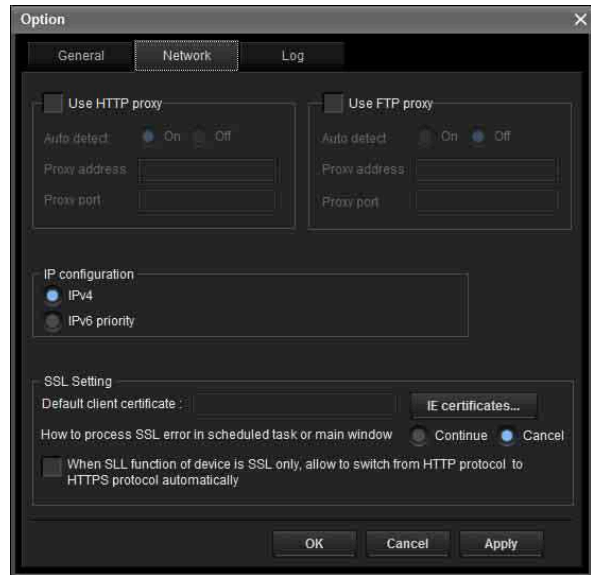 Option
General Network Log
Use HTTP proxy
Auto detect: On Off
Proxy address
Proxy port
Use FTP proxy
Auto detect On Off
Proxy address
Proxy port
IP configuration
IPv4
IPv6 priority
SSL Setting
Default client certificate :
IE certificates...
How to process SSL error in scheduled task or main window Continue Cancel
When SLL function of device is SSL only, allow to switch from HTTP protocol to
HTTPS protocol automatically
OK Cancel Apply